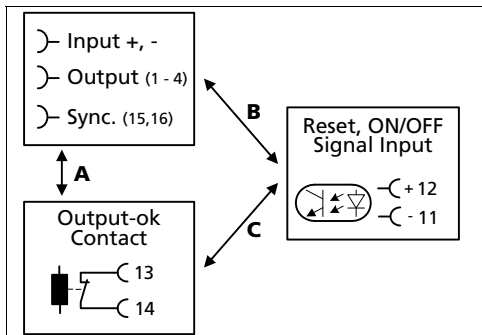 Input +, -
Output (1 - 4)
Sync. (15,16)
B
Reset, ON/OFF
Signal Input
+ 12
- 11
A
C
Output-ok
Contact
13
14